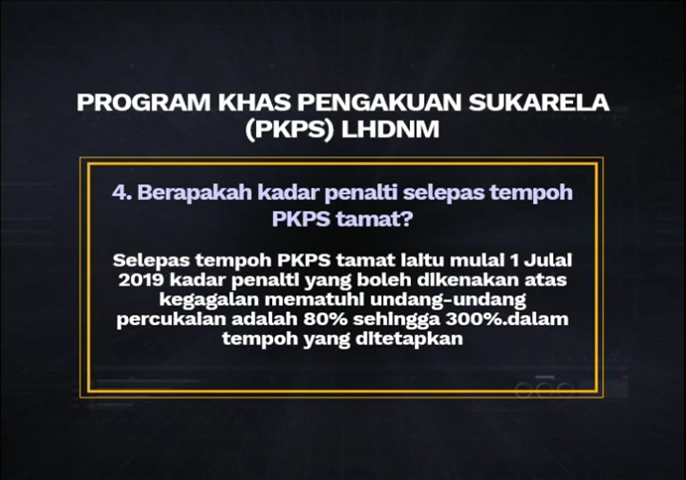 PROGRAM KHAS PENGAKUAN SUKARELA
(PKPS) LHDNM
4. Berapakah kadar penalti selepas tempoh
PKPS tamat?
Selepas tempoh PKPS tamat iaitu mulai 1 Julai
2019 kadar penalti yang boleh dikenakan atas
kegagalan mematuhi undang-undang
percukaian adalah 80% sehingga 300%.dalam
tempoh yang ditetapkan